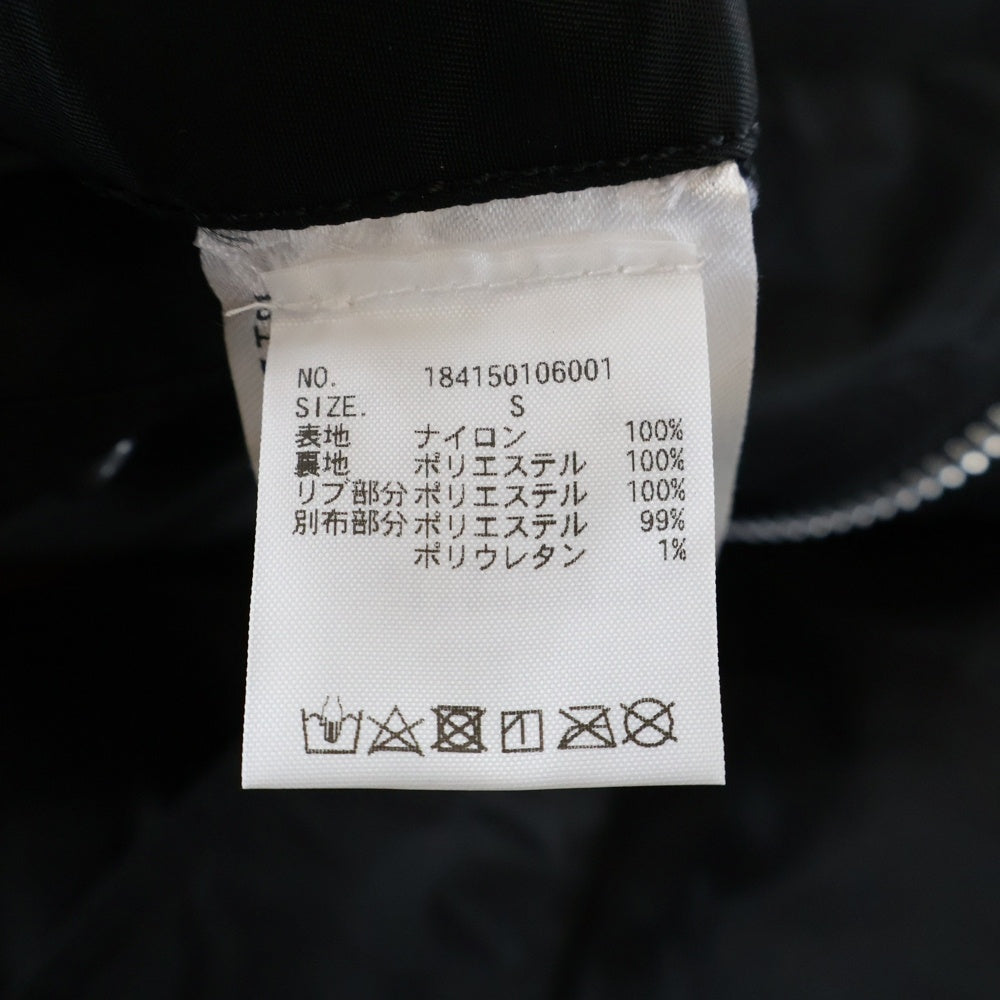 NO. 184150106001
SIZE. S
表地 ナイロン 100%
裏地 ポリエステル 100%
リブ部分 ポリエステル 100%
別布部分 ポリエステル 99%
ポリウレタン 1%